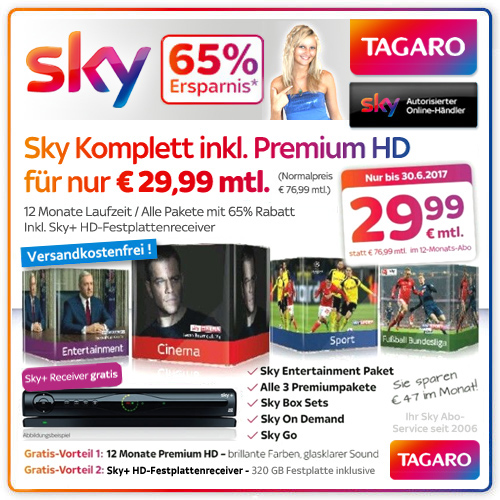 sky
65%
Ersparnis*
TAGARO
sky Autorisierter
Online-Händler
Sky Komplett inkl. Premium HD
für nur € 29,99 mtl. (Normalpreis
€ 76,99 mtl.)
12 Monate Laufzeit / Alle Pakete mit 65% Rabatt
Inkl. Sky+ HD-Festplattenreceiver
Nur bis 30.6.2017
29 99
€ mtl.
statt € 76,99 mtl. im 12-Monats-Abo
Versandkostenfrei !
Entertainment
Cinema
Sport
Fußball Bundesliga
Sky+ Receiver gratis
Sky Entertainment Paket
Alle 3 Premiumpakete
Sky Box Sets
Sky On Demand
Sky Go
Sie sparen
€ 47 im Monat!
Ihr Sky Abo-
Service seit 2006
Abbildungsbeispiel
Gratis-Vorteil 1: 12 Monate Premium HD – brillante Farben, glasklarer Sound
Gratis-Vorteil 2: Sky+ HD-Festplattenreceiver - 320 GB Festplatte inklusive
TAGARO